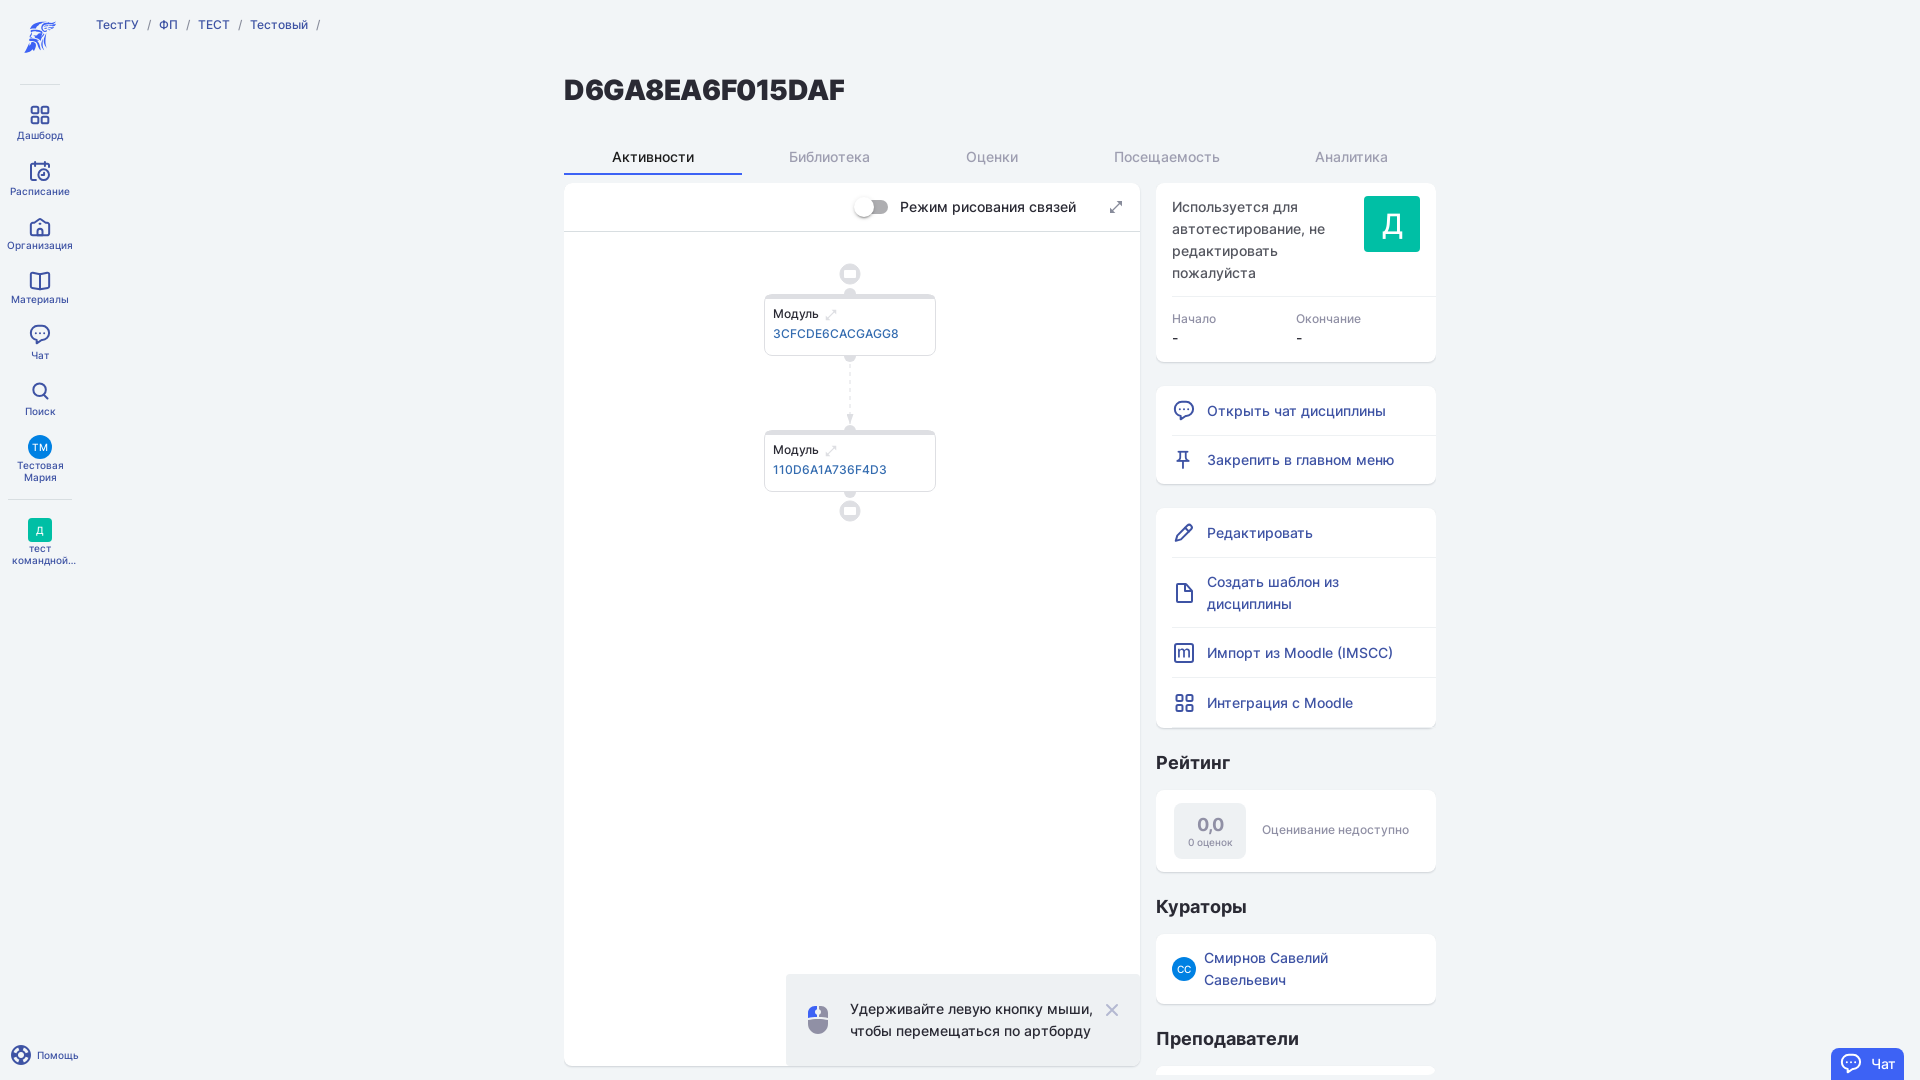 ТестГУ / ФП / ТЕСТ / Тестовый /
Дашборд
Расписание
Организация
Материалы
Чат
Поиск
ТМ
Тестовая
Мария
Д
тест
командной...
Помощь
D6GA8EA6F015DAF
Активности
Библиотека
Оценки
Посещаемость
Аналитика
Режим рисования связей
Модуль
3CFCDE6CACGAGG8
Модуль
110D6A1A736F4D3
Удерживайте левую кнопку мыши,
чтобы перемещаться по артборду
Используется для
автотестирование, не
редактировать
пожалуйста
Д
Начало
-
Окончание
-
Открыть чат дисциплины
Закрепить в главном меню
Редактировать
Создать шаблон из
дисциплины
m
Импорт из Moodle (IMSCC)
Интеграция с Moodle
Рейтинг
0,0
0 оценок
Оценивание недоступно
Кураторы
СС
Смирнов Савелий
Савельевич
Преподаватели
Чат